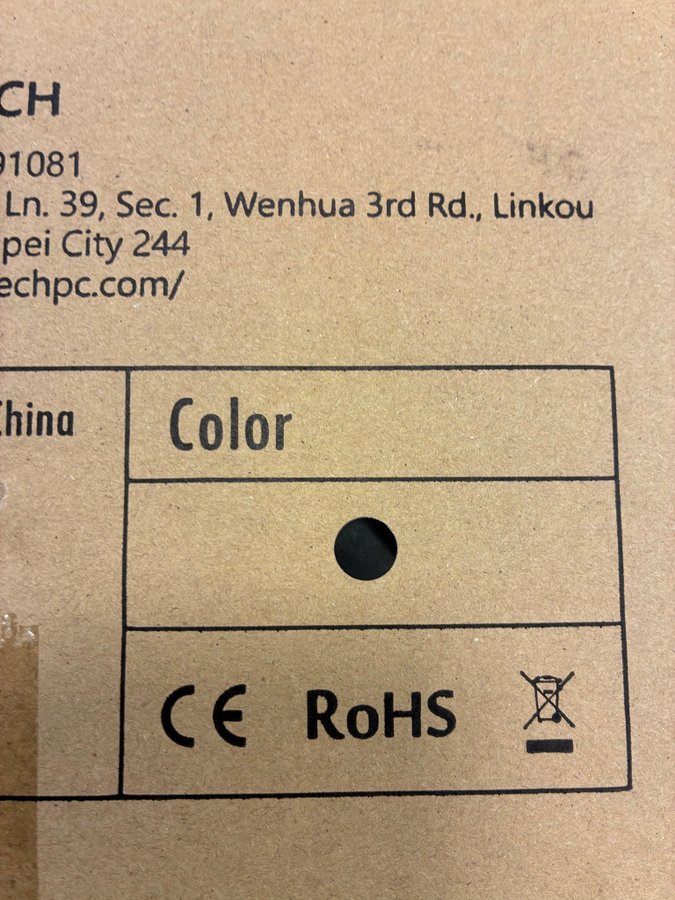 CH
91081
Ln. 39, Sec. 1, Wenhua 3rd Rd., Linkou
pei City 244
echpc.com/
China
Color
CE RoHS